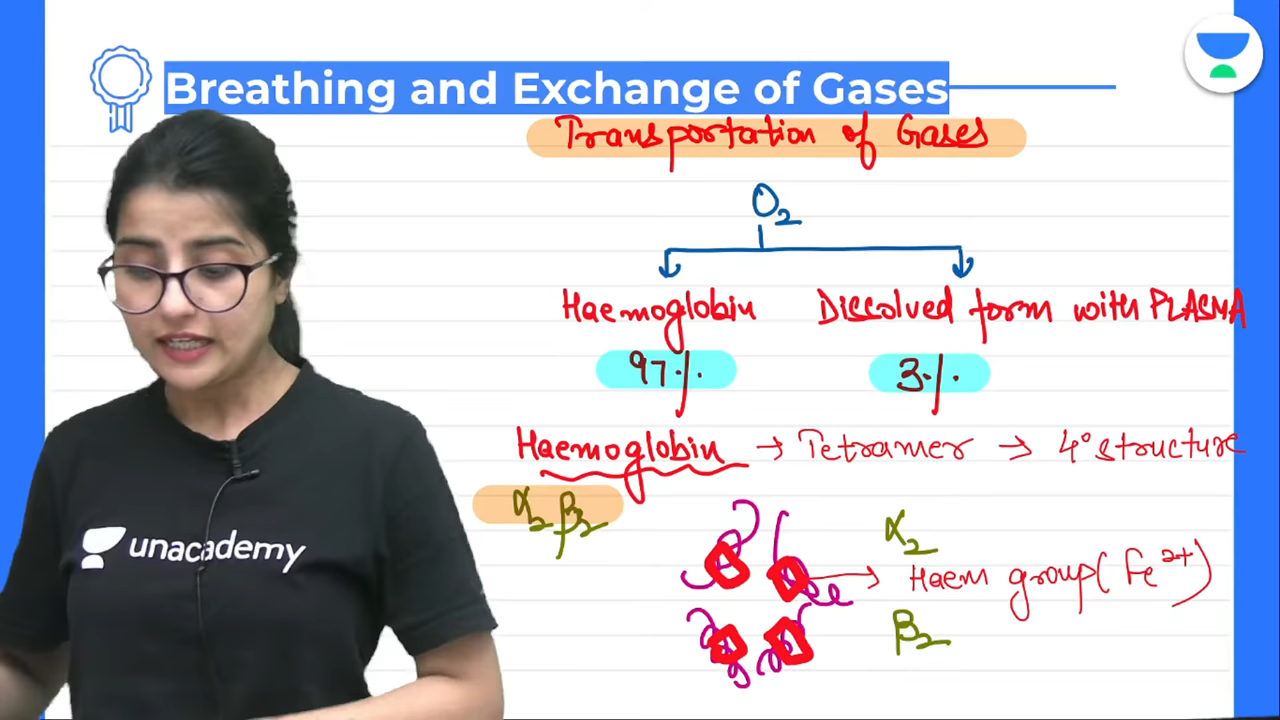 Breathing and Exchange of Gases
Transportation of Gases
O₂
Haemoglobin Dissolved form with PLASMA
97% 3%
Haemoglobin → Tetramer → 4° structure
α₂β₂
α₂
→ Haem group (Fe²⁺)
β₂
unacademy